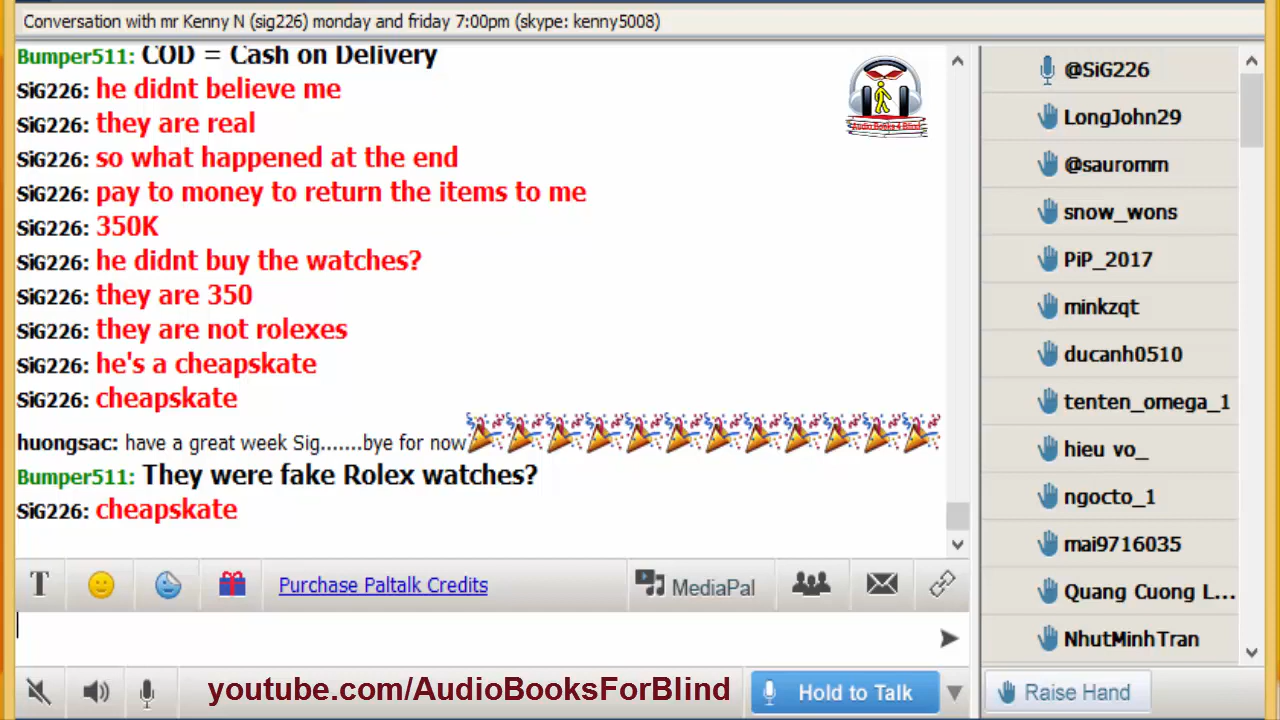 Conversation with mr Kenny N (sig226) monday and friday 7:00pm (skype: kenny5008)
Bumper511: COD = Cash on Delivery
SiG226: he didnt believe me
SiG226: they are real
SiG226: so what happened at the end
SiG226: pay to money to return the items to me
SiG226: 350K
SiG226: he didnt buy the watches?
SiG226: they are 350
SiG226: they are not rolexes
SiG226: he's a cheapskate
SiG226: cheapskate
huongsac: have a great week Sig.......bye for now
Bumper511: They were fake Rolex watches?
SiG226: cheapskate
Audio Books 4 Blind
T
Purchase Paltalk Credits
MediaPal
youtube.com/AudioBooksForBlind
Hold to Talk
@SiG226
LongJohn29
@sauromm
snow_wons
PiP_2017
minkzqt
ducanh0510
tenten_omega_1
hieu vo_
ngocto_1
mai9716035
Quang Cuong L...
NhutMinhTran
Raise Hand